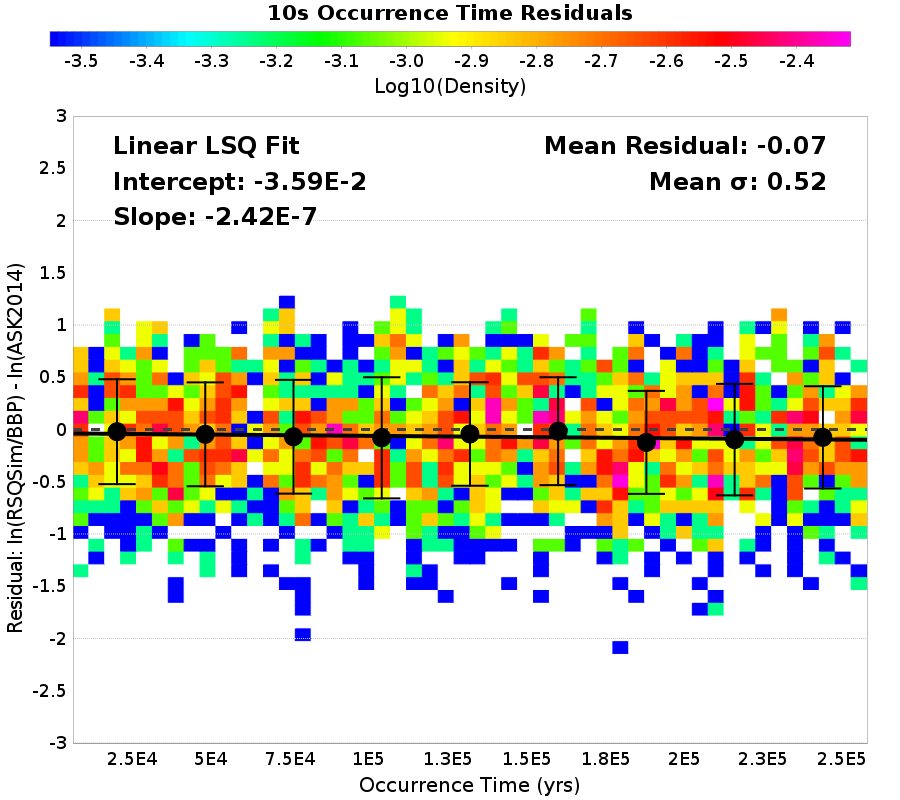 10s Occurrence Time Residuals
-3.5 -3.4 -3.3 -3.2 -3.1 -3.0 -2.9 -2.8 -2.7 -2.6 -2.5 -2.4
Log10(Density)
Linear LSQ Fit
Intercept: -3.59E-2
Slope: -2.42E-7
Mean Residual: -0.07
Mean σ: 0.52
Residual: ln(RSQSim/BBP) - ln(ASK2014)
3
2.5
2
1.5
1
0.5
0
-0.5
-1
-1.5
-2
-2.5
-3
2.5E4 5E4 7.5E4 1E5 1.3E5 1.5E5 1.8E5 2E5 2.3E5 2.5E5
Occurrence Time (yrs)